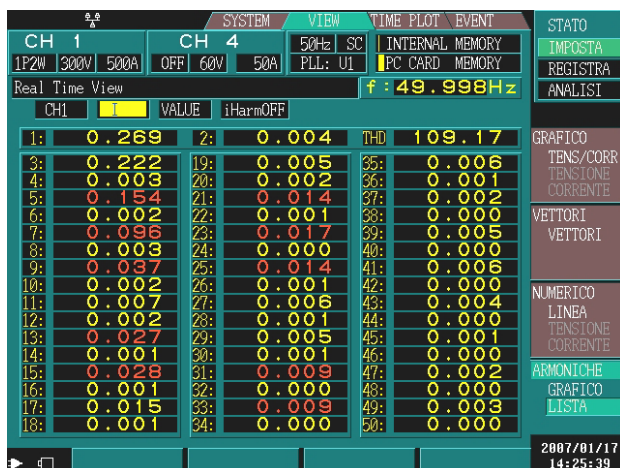 SYSTEM VIEW TIME PLOT EVENT
CH 1 CH 4 50Hz SC INTERNAL MEMORY
1P2W 300V 500A OFF 60V 50A PLL: U1 PC CARD MEMORY
Real Time View f:49.998Hz
CH1 I VALUE iHarmOFF
1: 0.269 2: 0.004 THD 109.17
3: 0.222 19: 0.005 35: 0.006
4: 0.003 20: 0.002 36: 0.001
5: 0.154 21: 0.014 37: 0.002
6: 0.002 22: 0.001 38: 0.000
7: 0.096 23: 0.017 39: 0.005
8: 0.003 24: 0.000 40: 0.000
9: 0.037 25: 0.014 41: 0.006
10: 0.002 26: 0.001 42: 0.000
11: 0.007 27: 0.006 43: 0.004
12: 0.002 28: 0.001 44: 0.000
13: 0.027 29: 0.005 45: 0.001
14: 0.001 30: 0.001 46: 0.000
15: 0.028 31: 0.009 47: 0.002
16: 0.001 32: 0.000 48: 0.000
17: 0.015 33: 0.009 49: 0.003
18: 0.001 34: 0.000 50: 0.000
STATO
IMPOSTA
REGISTRA
ANALISI
GRAFICO
TENS/CORR
TENSIONE
CORRENTE
VETTORI
VETTORI
NUMERICO
LINEA
TENSIONE
CORRENTE
ARMONICHE
GRAFICO
LISTA
2007/01/17
14:25:39